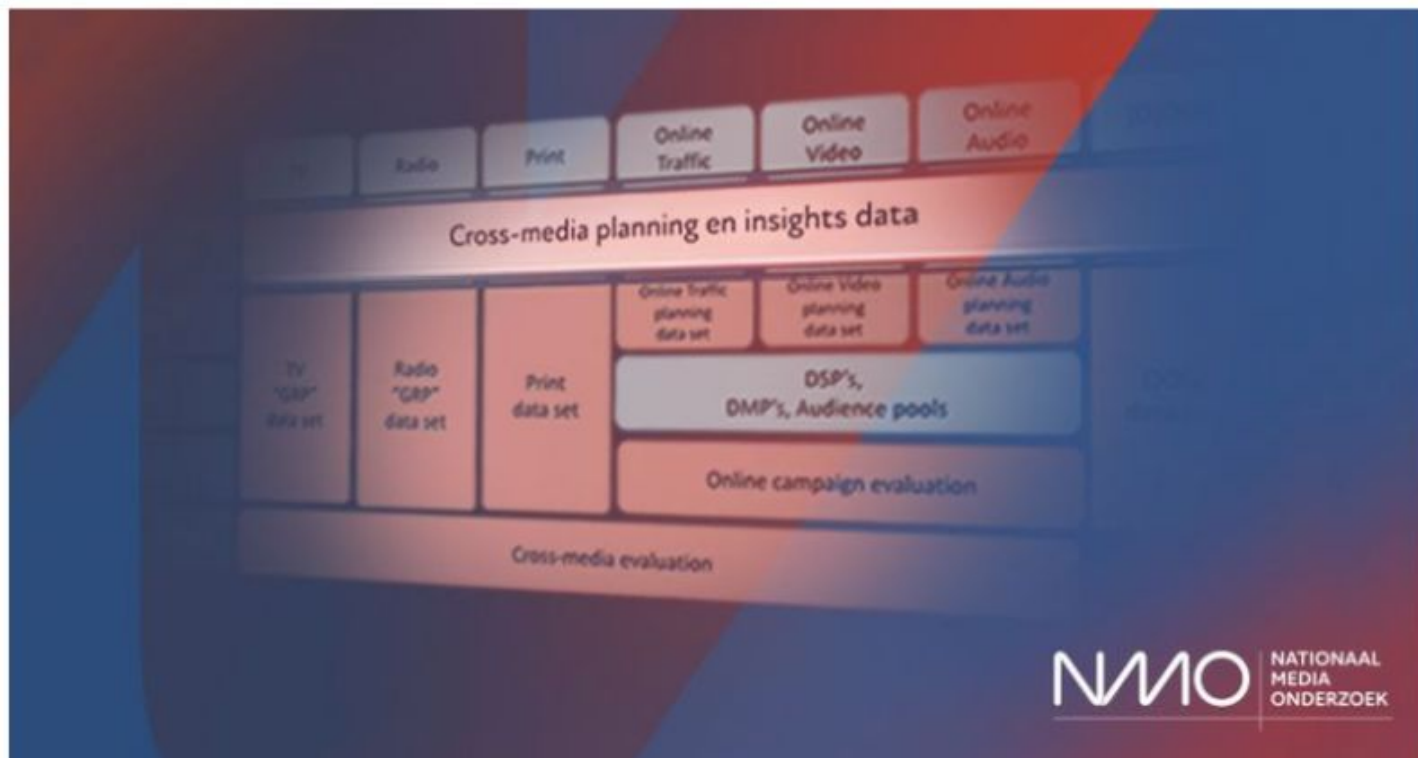 TV
Radio
Print
Online
Traffic
Online
Video
Online
Audio
Cross-media planning en insights data
TV
"GRP"
data set
Radio
"GRP"
data set
Print
data set
Online Traffic
planning
data set
Online Video
planning
data set
Online Audio
planning
data set
DSP's,
DMP's, Audience pools
Online campaign evaluation
Cross-media evaluation
NMO
NATIONAAL
MEDIA
ONDERZOEK